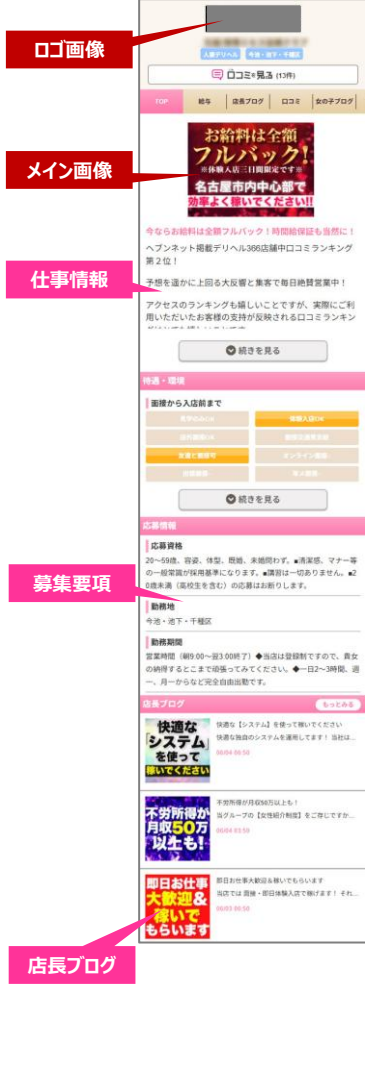 ロゴ画像
人妻デリヘル 今池・池下・千種区
口コミを見る (13件)
TOP 給与 店長ブログ 口コミ 女の子ブログ
メイン画像
お給料は全額
フルバック!
※体験入店三日間限定です※
名古屋市内中心部で
効率よく稼いでください!!
今ならお給料は全額フルバック！時間給保証も当然に！
ヘブンネット掲載デリヘル366店舗中口コミランキング
第２位！
仕事情報
予想を遥かに上回る大反響と集客で毎日絶賛営業中！
アクセスのランキングも嬉しいことですが、実際にご利
用いただいたお客様の支持が反映される口コミランキン
続きを見る
待遇・環境
面接から入店前まで
体験入店OK
友達と面接可
続きを見る
応募情報
応募資格
20～59歳、容姿、体型、既婚、未婚問わず。■清潔感、マナー等
の一般常識が採用基準になります。■講習は一切ありません。■2
0歳未満（高校生を含む）の応募はお断りします。
募集要項
勤務地
今池・池下・千種区
勤務期間
営業時間（朝9:00～翌3:00終了）◆当店は登録制ですので、貴女
の納得するとこまで頑張ってみてください。◆一日2～3時間、週
一、月一からなど完全自由出勤です。
店長ブログ もっとみる
快適な
システム
を使って
稼いでください
快適な【システム】を使って稼いでください
快適な独自のシステムを運用してます！ 当社は...
06/04 06:50
不労所得が
月収50万
以上も!
不労所得が月収50万以上も！
当グループの【女性紹介制度】をご存じですか...
06/04 03:50
即日お仕事
大歓迎&
稼いで
もらいます
即日お仕事大歓迎&稼いでもらいます
当店では 面接・即日体験入店で稼げます！ それ...
06/03 00:50
店長ブログ